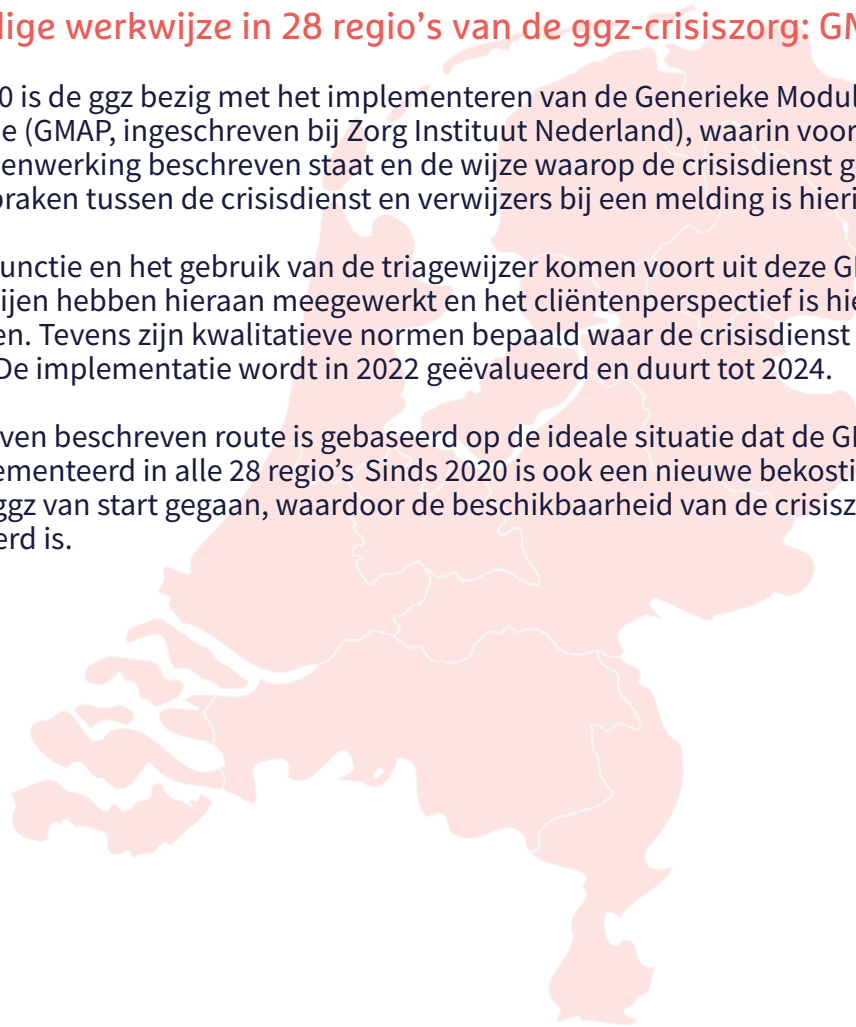 lige werkwijze in 28 regio’s van de ggz-crisiszorg: GM
0 is de ggz bezig met het implementeren van de Generieke Modul
e (GMAP, ingeschreven bij Zorg Instituut Nederland), waarin voor
enwerking beschreven staat en de wijze waarop de crisisdienst g
praken tussen de crisisdienst en verwijzers bij een melding is hieri
unctie en het gebruik van de triagewijzer komen voort uit deze G
ijen hebben hieraan meegewerkt en het cliëntenperspectief is hie
en. Tevens zijn kwalitatieve normen bepaald waar de crisisdienst
De implementatie wordt in 2022 geëvalueerd en duurt tot 2024.
ven beschreven route is gebaseerd op de ideale situatie dat de G
ementeerd in alle 28 regio’s Sinds 2020 is ook een nieuwe bekosti
ggz van start gegaan, waardoor de beschikbaarheid van de crisisz
erd is.